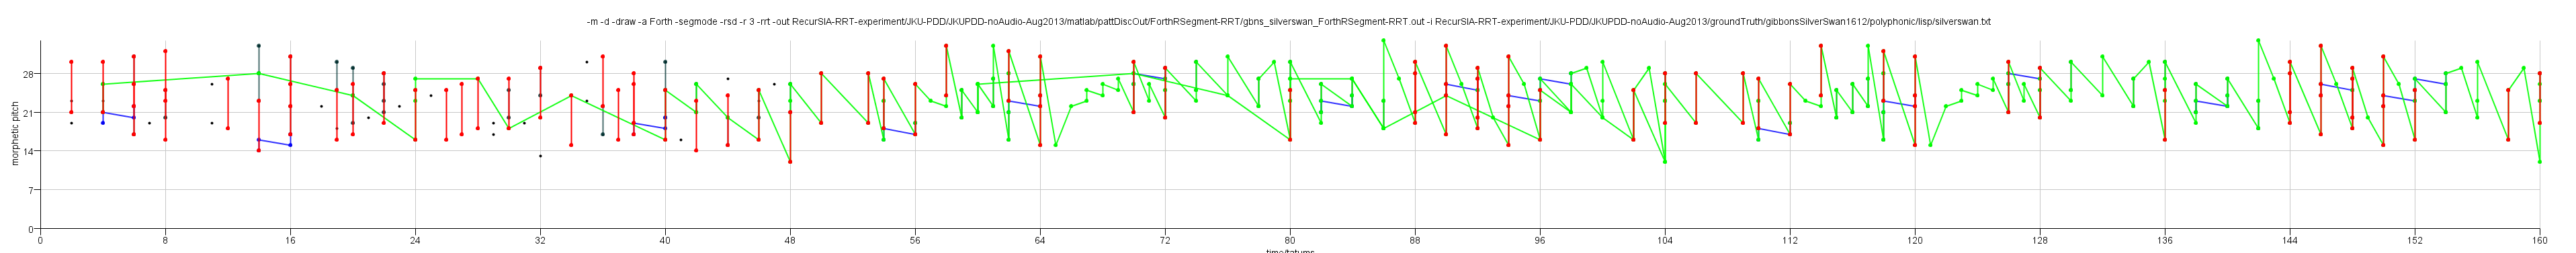 -m -d -draw -a Forth -segmode -rsd -r 3 -rrt -out RecurSIA-RRT-experiment/JKU-PDD/JKUPDD-noAudio-Aug2013/matlab/pattDiscOut/ForthRSegment-RRT/gbns_silverswan_ForthRSegment-RRT.out -i RecurSIA-RRT-experiment/JKU-PDD/JKUPDD-noAudio-Aug2013/groundTruth/gibbonsSilverSwan1612/polyphonic/lisp/silverswan.txt
morphetic pitch
28
21
14
7
0
0 8 16 24 32 40 48 56 64 72 80 88 96 104 112 120 128 136 144 152 160
time/tatums